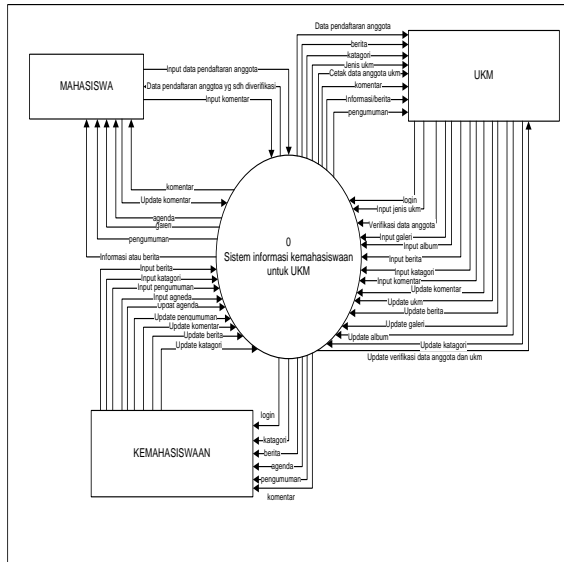 Data pendaftaran anggota
berita
katagori
Jenis ukm
Cetak data anggota ukm
komentar
Informasi/berita
pengumuman
MAHASISWA
UKM
Input data pendaftaran anggota
Data pendaftaran anggtoa yg sdh diverifikasi
Input komentar
komentar
Update komentar
agenda
galeri
pengumuman
Informasi atau berita
0
Sistem informasi kemahasiswaan
untuk UKM
login
Input jenis ukm
Verifikasi data anggota
Input galeri
Input album
input berita
Input katagori
Input komentar
Update komentar
Update ukm
Update berita
Update galeri
Update album
Update katagori
Update verifikasi data anggota dan ukm
Input berita
Input katagori
Input pengumuman
Input agneda
Updat agenda
Update pengumuman
Update komentar
Update berita
Update katagori
KEMAHASISWAAN
login
katagori
berita
agenda
pengumuman
komentar